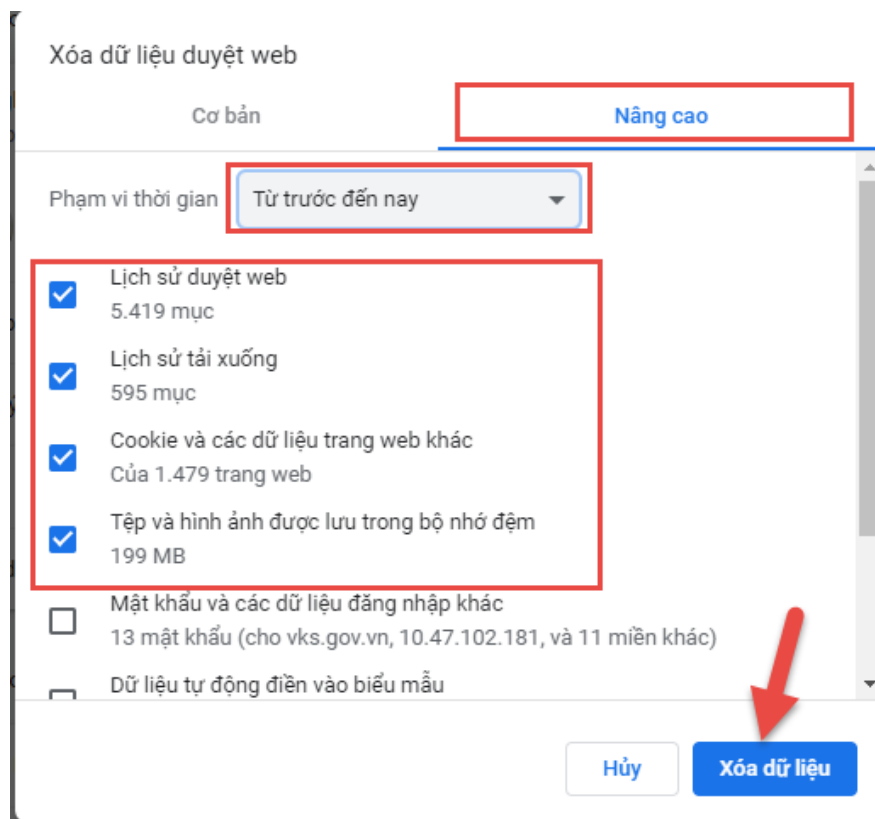 Xóa dữ liệu duyệt web
Cơ bản
Nâng cao
Phạm vi thời gian
Từ trước đến nay
Lịch sử duyệt web
5.419 mục
Lịch sử tải xuống
595 mục
Cookie và các dữ liệu trang web khác
Của 1.479 trang web
Tệp và hình ảnh được lưu trong bộ nhớ đệm
199 MB
Mật khẩu và các dữ liệu đăng nhập khác
13 mật khẩu (cho vks.gov.vn, 10.47.102.181, và 11 miền khác)
Dữ liệu tự động điền vào biểu mẫu
Hủy
Xóa dữ liệu